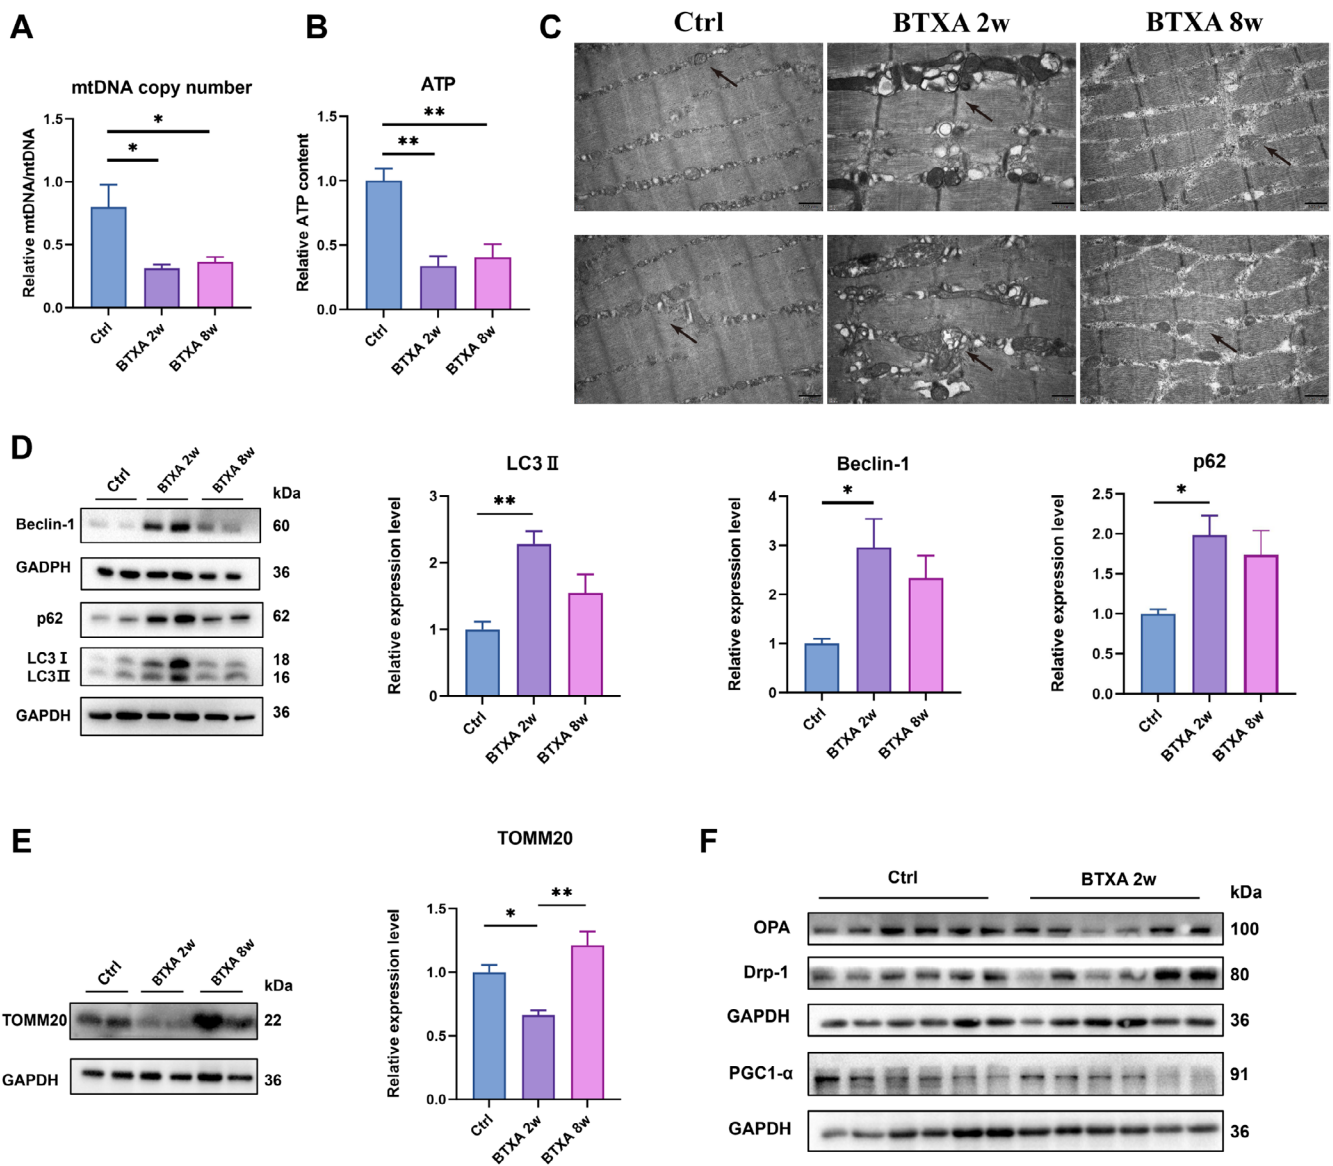 A
mtDNA copy number
Relative mtDNA/mtDNA
1.5
1.0
0.5
0.0
*
*
Ctrl
BTXA 2w
BTXA 8w
B
ATP
Relative ATP content
1.5
1.0
0.5
0.0
**
**
Ctrl
BTXA 2w
BTXA 8w
C
Ctrl
BTXA 2w
BTXA 8w
D
Ctrl
BTXA 2w
BTXA 8w
kDa
Beclin-1
60
GADPH
36
p62
62
LC3 Ⅰ
18
LC3Ⅱ
16
GAPDH
36
LC3 Ⅱ
Relative expression level
3
2
1
0
**
Ctrl
BTXA 2w
BTXA 8w
Beclin-1
Relative expression level
4
3
2
1
0
*
Ctrl
BTXA 2w
BTXA 8w
p62
Relative expression level
2.5
2.0
1.5
1.0
0.5
0.0
*
Ctrl
BTXA 2w
BTXA 8w
E
Ctrl
BTXA 2w
BTXA 8w
kDa
TOMM20
22
GAPDH
36
TOMM20
Relative expression level
1.5
1.0
0.5
0.0
*
**
Ctrl
BTXA 2w
BTXA 8w
F
Ctrl
BTXA 2w
kDa
OPA
100
Drp-1
80
GAPDH
36
PGC1-α
91
GAPDH
36